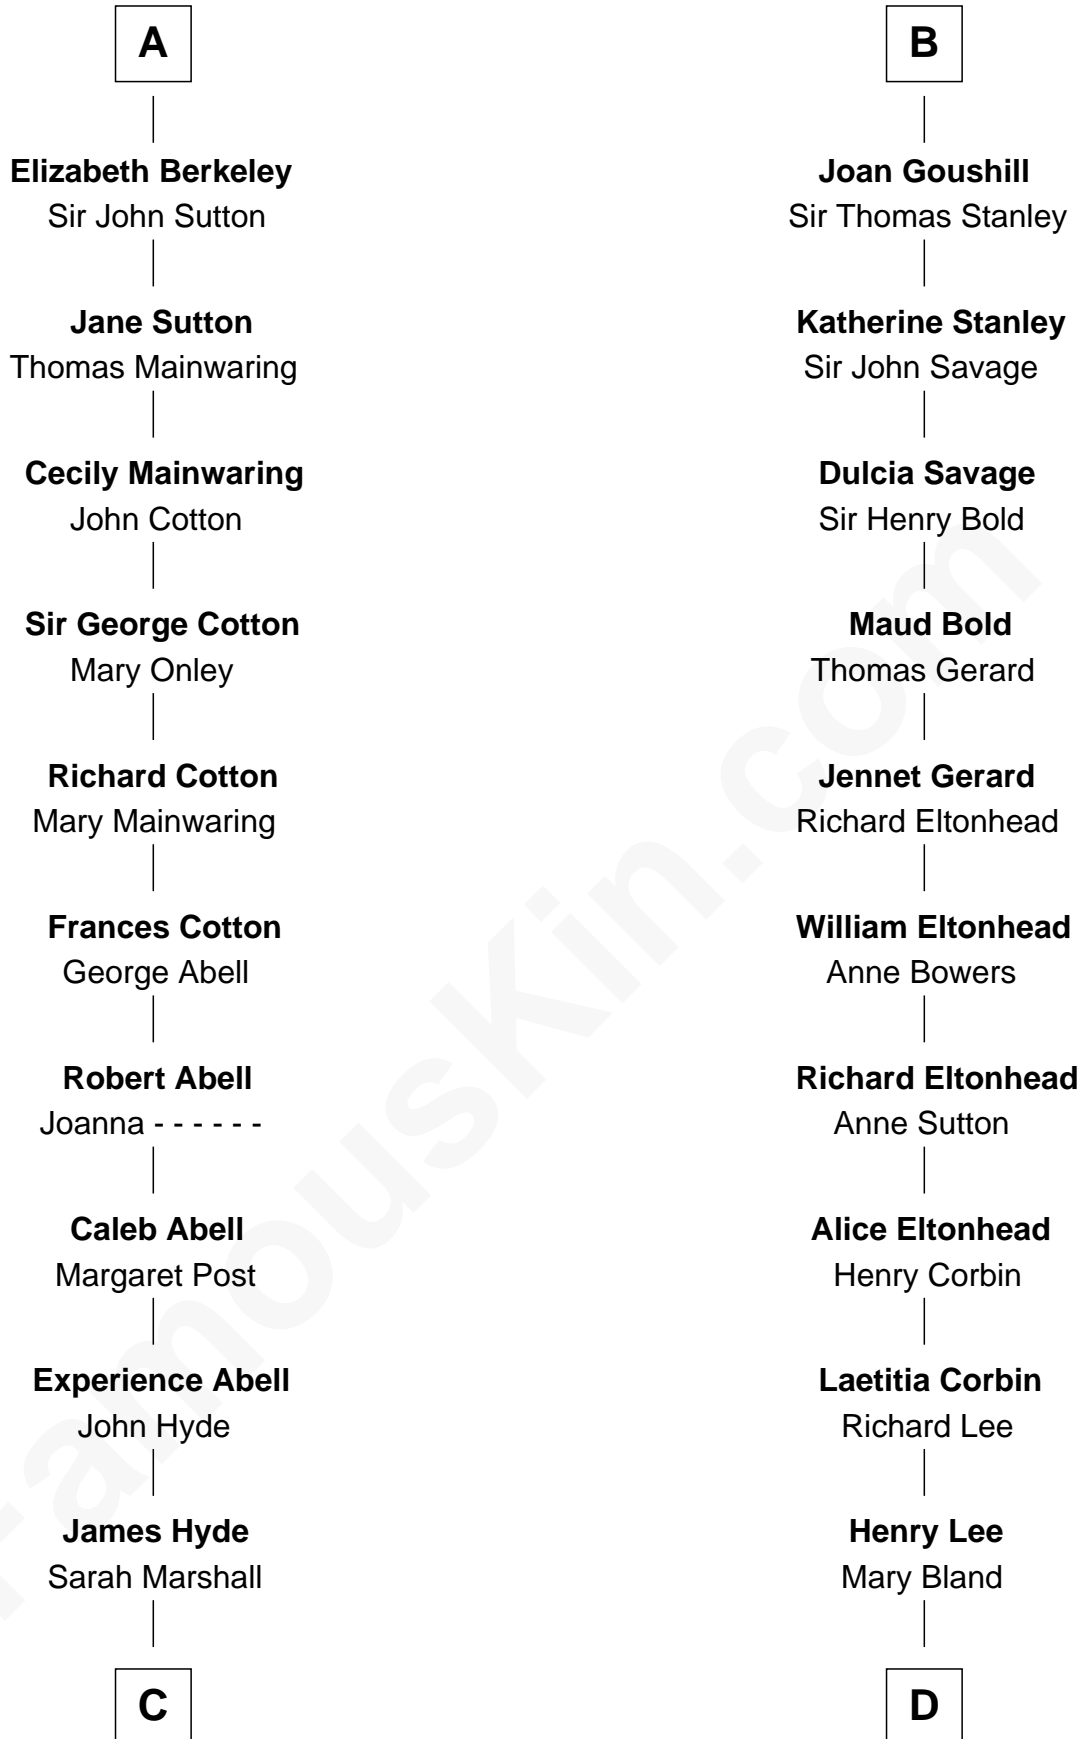 A
Elizabeth Berkeley
Sir John Sutton
Jane Sutton
Thomas Mainwaring
Cecily Mainwaring
John Cotton
Sir George Cotton
Mary Onley
Richard Cotton
Mary Mainwaring
Frances Cotton
George Abell
Robert Abell
Joanna - - - - - -
Caleb Abell
Margaret Post
Experience Abell
John Hyde
James Hyde
Sarah Marshall
C
B
Joan Goushill
Sir Thomas Stanley
Katherine Stanley
Sir John Savage
Dulcia Savage
Sir Henry Bold
Maud Bold
Thomas Gerard
Jennet Gerard
Richard Eltonhead
William Eltonhead
Anne Bowers
Richard Eltonhead
Anne Sutton
Alice Eltonhead
Henry Corbin
Laetitia Corbin
Richard Lee
Henry Lee
Mary Bland
D
FamousKin.com